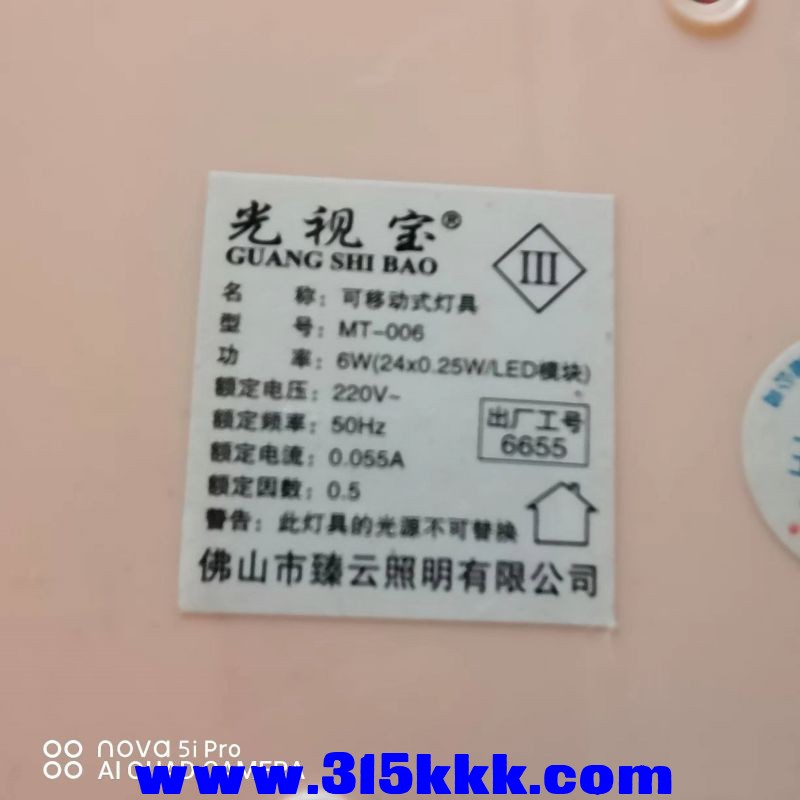 光视宝®
GUANG SHI BAO
III
名 称：可移动式灯具
型 号：MT-006
功 率：6W(24x0.25W/LED模块)
额定电压：220V~
额定频率：50Hz
出厂工号
6655
额定电流：0.055A
额定因数：0.5
警告：此灯具的光源不可替换
佛山市臻云照明有限公司
nova 5i Pro
AI QUAD CAMERA
www.315kkk.com